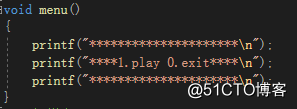 void menu()
{
printf("*********************\n");
printf("****1.play 0.exit****\n");
printf("*********************\n");
}
@51CTO博客